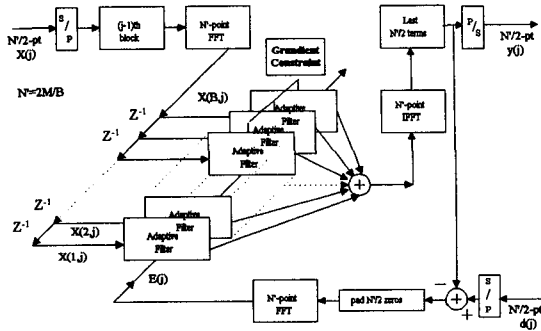 S/P
(j-1)th
block
N'-point
FFT
N'/2-pt
X(j)
N'=2M/B
Grandient
Constraint
Last
N'/2 terms
P/S
N'/2-pt
y(j)
X(B,j)
Z-1
Z-1
Adaptive
Filter
Adaptive
Filter
Adaptive
Filter
N'-point
IFFT
+
Z-1
Z-1
X(2,j)
X(1,j)
Adaptive
Filter
Adaptive
Filter
E(j)
N'-point
FFT
pad N'/2 zeros
−
+
+
S/P
N'/2-pt
d(j)